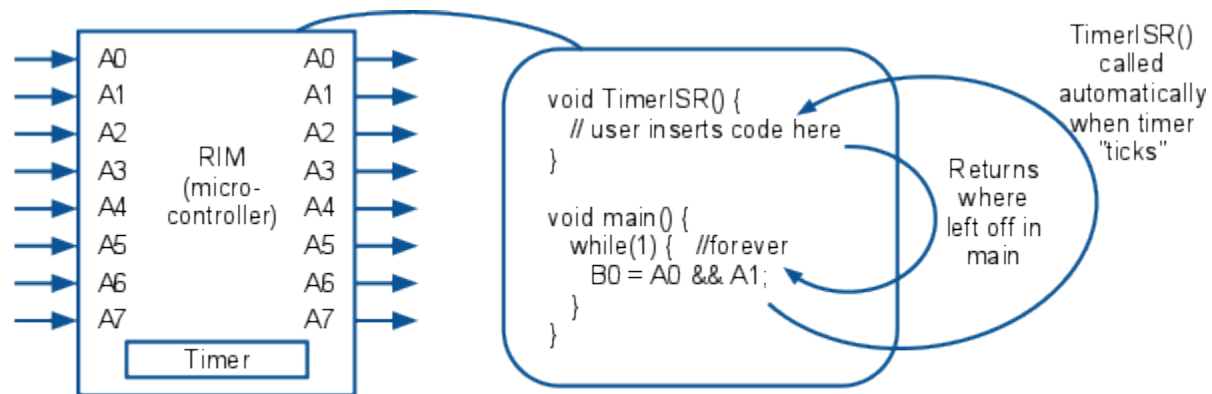 A0 A0
A1 A1
A2 A2
A3 A3
A4 A4
A5 A5
A6 A6
A7 A7
RIM
(micro-
controller)
Timer
void TimerISR() {
// user inserts code here
}
void main() {
while(1) { //forever
B0 = A0 && A1;
}
}
Returns
where
left off in
main
TimerISR()
called
automatically
when timer
"ticks"